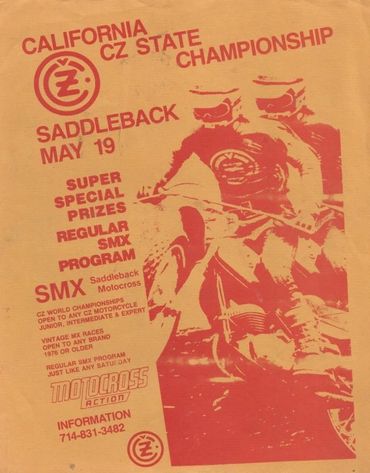 CALIFORNIA
CZ STATE
CHAMPIONSHIP
CZ
SADDLEBACK
MAY 19
SUPER
SPECIAL
PRIZES
REGULAR
SMX
PROGRAM
SMX Saddleback
Motocross
CZ WORLD CHAMPIONSHIPS
OPEN TO ANY CZ MOTORCYCLE
JUNIOR, INTERMEDIATE & EXPERT
VINTAGE MX RACES
OPEN TO ANY BRAND
1976 OR OLDER
REGULAR SMX PROGRAM
JUST LIKE ANY SATURDAY
MOTOCROSS
ACTION
INFORMATION
714-831-3482
CZ